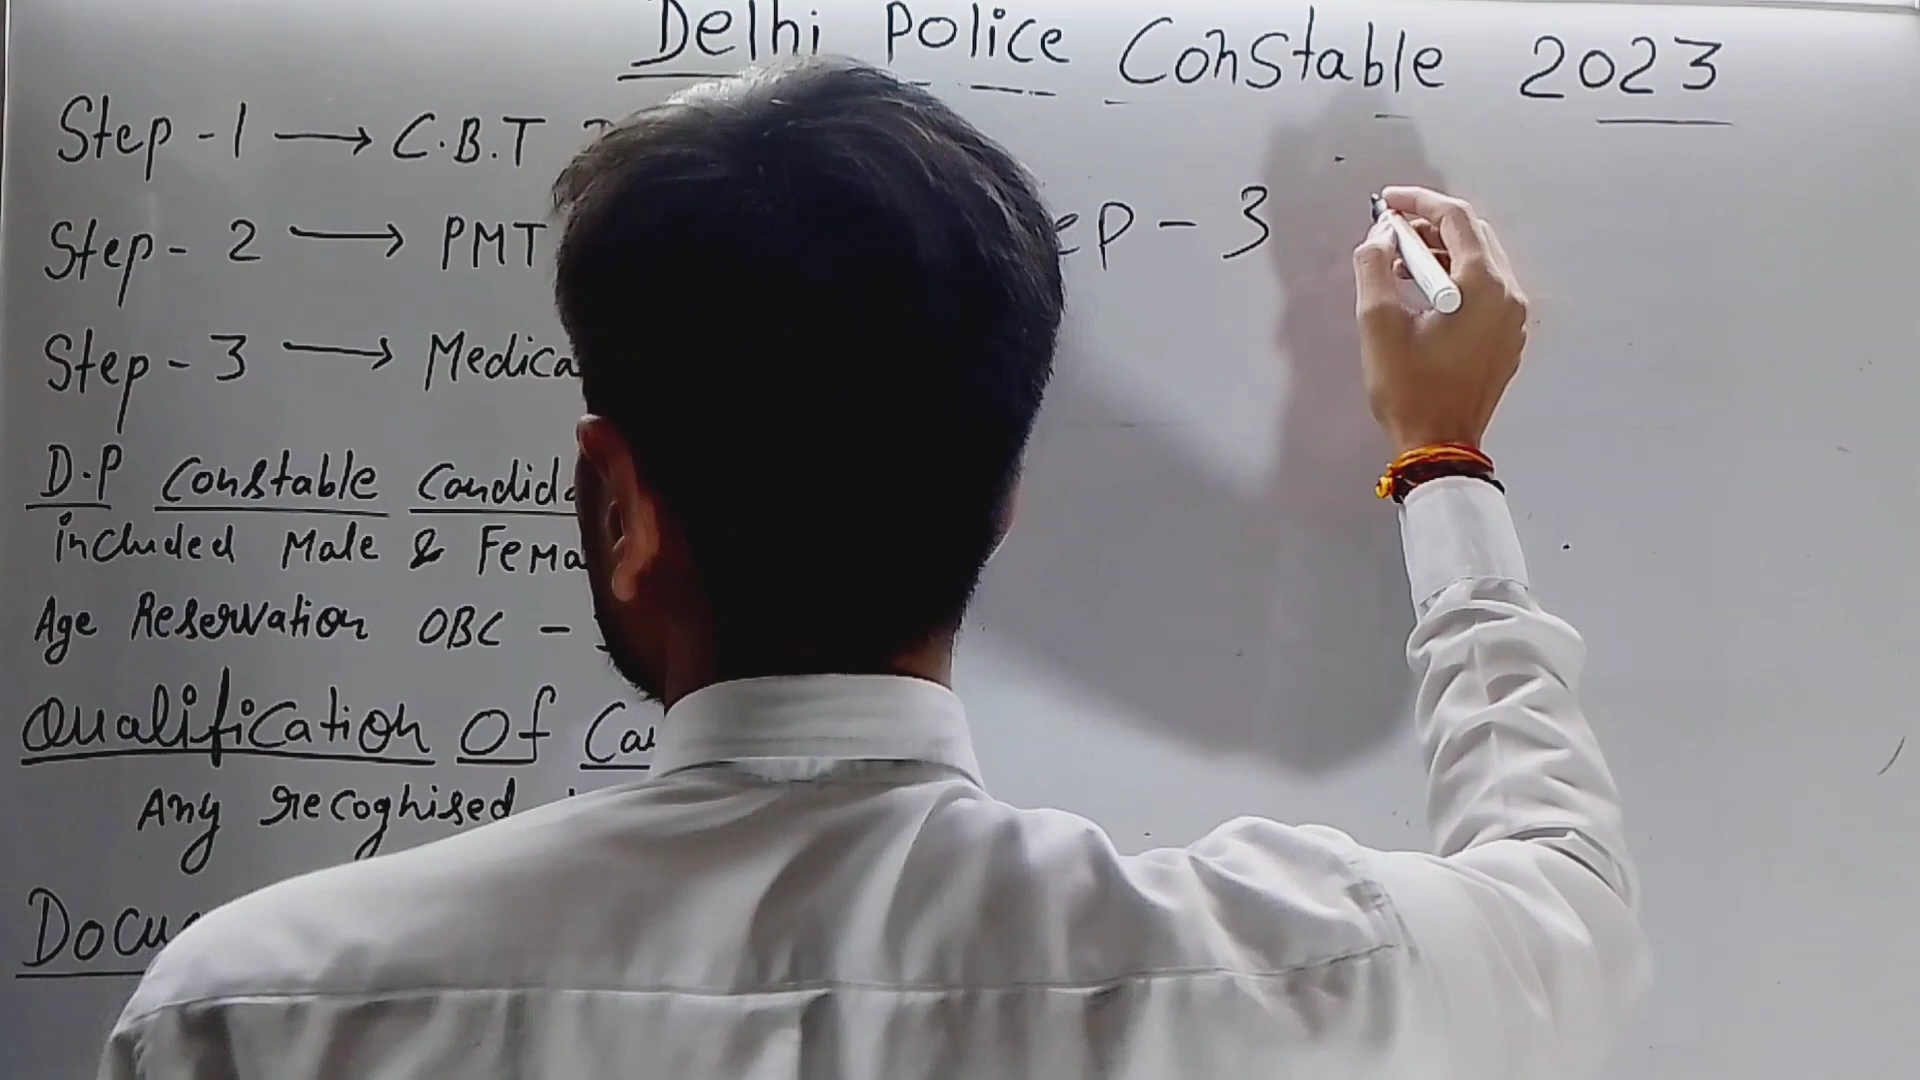 Delhi Police Constable 2023
Step-1 → C.B.T
Step-2 → PMT
ep-3
Step-3 → Medica
D.P Constable Candid
included Male & Fema
Age Reservation OBC -
Qualification Of Ca
Any recoghised
Docu